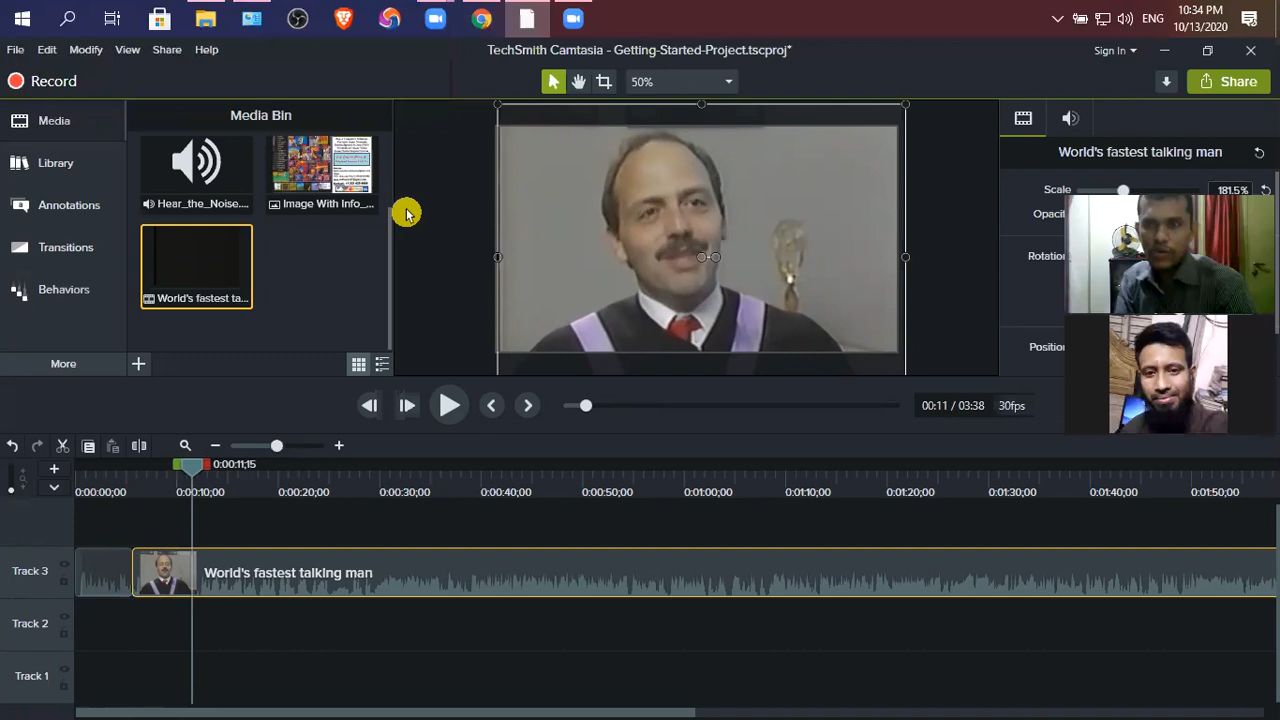 10:34 PM
ENG
10/13/2020
File Edit Modify View Share Help
TechSmith Camtasia - Getting-Started-Project.tscproj*
Sign In
Record
50%
Share
Media
Media Bin
World's fastest talking man
Library
Hear_the_Noise....
Image With Info_...
Scale
181.5%
Annotations
Opaci
Transitions
Rotation
Behaviors
World's fastest ta...
Position
More
00:11 / 03:38
30fps
0:00:11;15
0:00:00;00 0:00:10;00 0:00:20;00 0:00:30;00 0:00:40;00 0:00:50;00 0:01:00;00 0:01:10;00 0:01:20;00 0:01:30;00 0:01:40;00 0:01:50;00
Track 3
World's fastest talking man
Track 2
Track 1